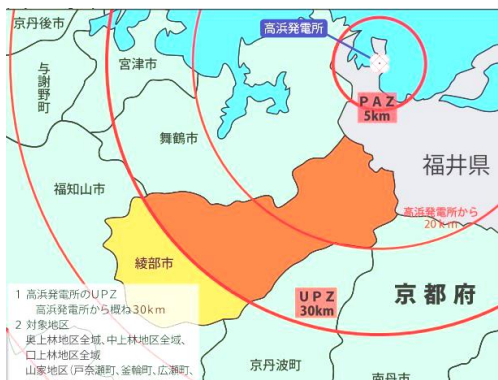 京丹後市
与謝野町
宮津市
高浜発電所
PAZ
5km
舞鶴市
福井県
福知山市
高浜発電所から
20km
綾部市
UPZ
30km
京都府
1 高浜発電所のUPZ
高浜発電所から概ね30km
2 対象地区
奥上林地区全域、中上林地区全域、
口上林地区全域
山家地区(戸奈瀬町、釜輪町、広瀬町、
京丹波町
南丹市